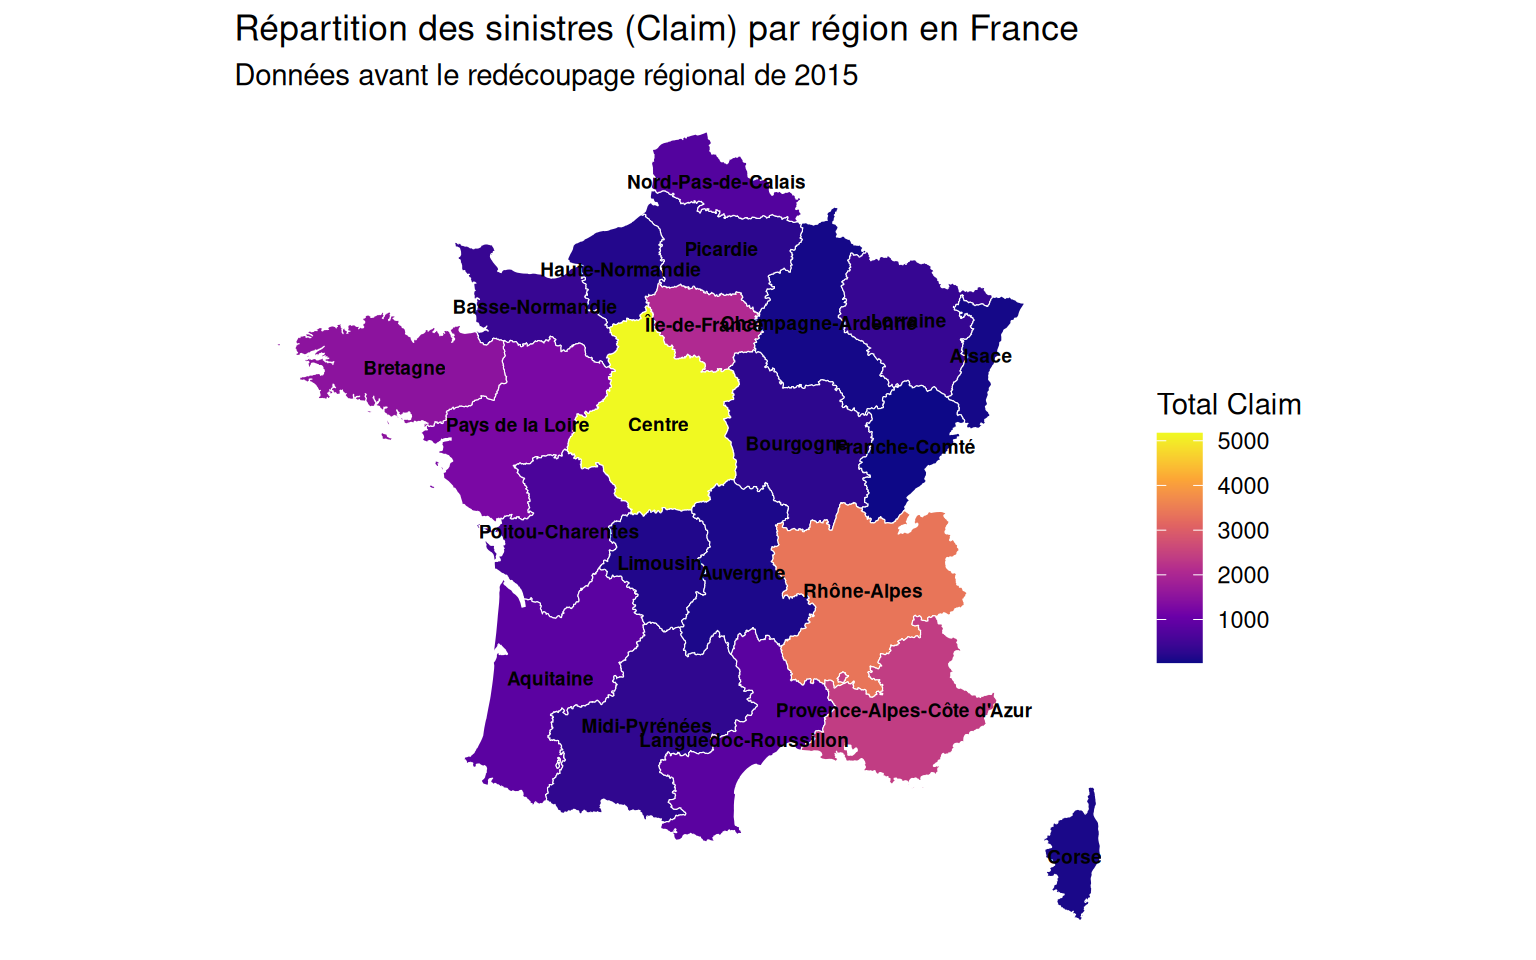 Répartition des sinistres (Claim) par région en France
Données avant le redécoupage régional de 2015
Nord-Pas-de-Calais
Picardie
Haute-Normandie
Basse-Normandie
Île-de-France
Champagne-Ardenne
Lorraine
Alsace
Bretagne
Pays de la Loire
Centre
Bourgogne
Franche-Comté
Poitou-Charentes
Limousin
Auvergne
Rhône-Alpes
Aquitaine
Midi-Pyrénées
Languedoc-Roussillon
Provence-Alpes-Côte d'Azur
Corse
Total Claim
5000
4000
3000
2000
1000